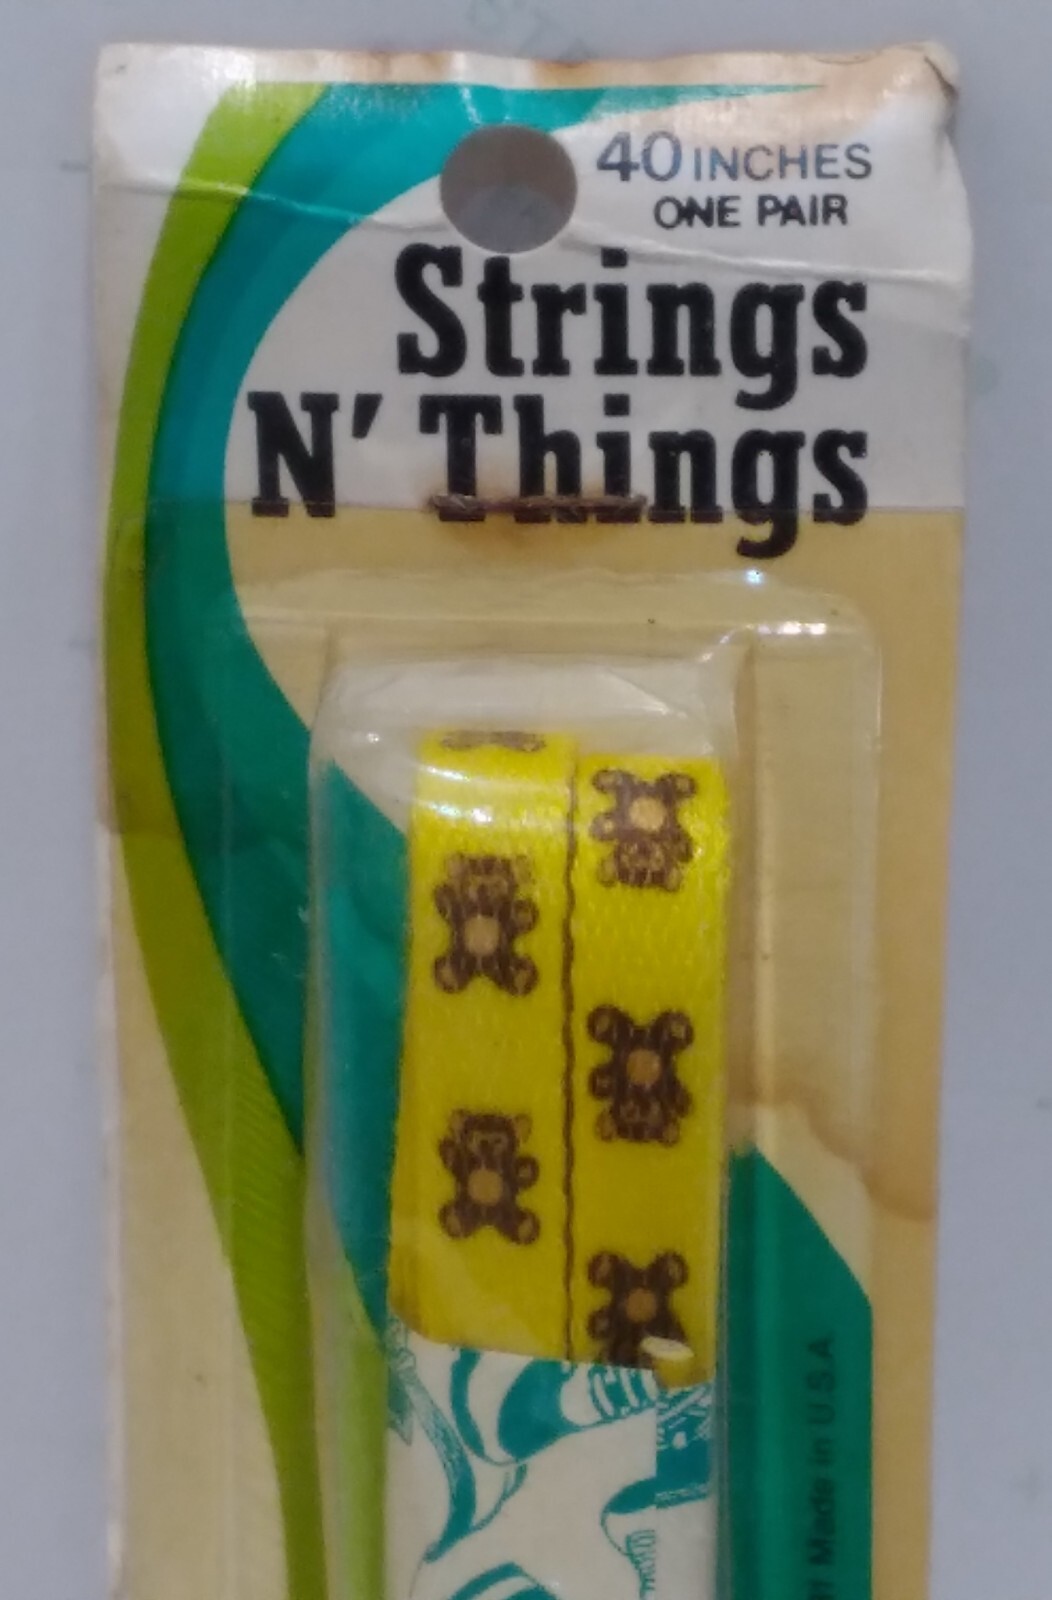 40 INCHES
ONE PAIR
Strings
N' Things
Made in U.S.A